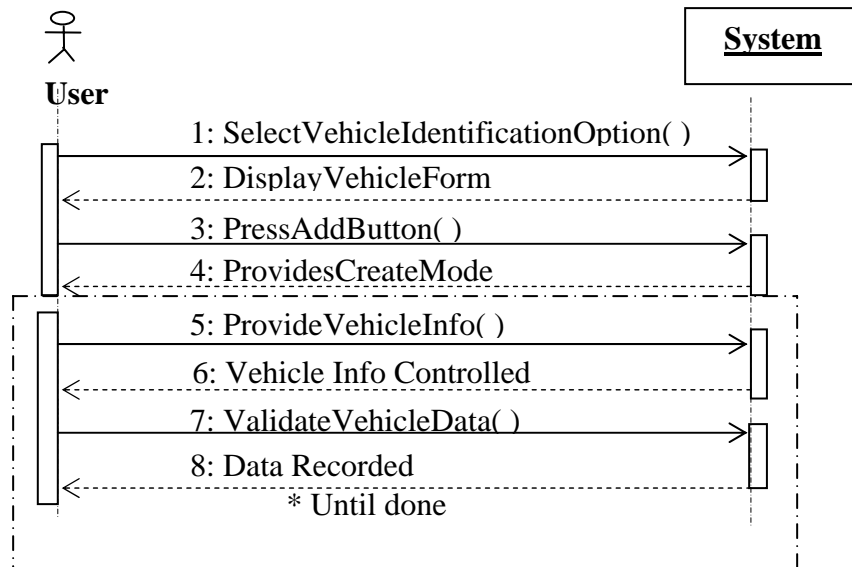 System
User
1: SelectVehicleIdentificationOption( )
2: DisplayVehicleForm
3: PressAddButton( )
4: ProvidesCreateMode
5: ProvideVehicleInfo( )
6: Vehicle Info Controlled
7: ValidateVehicleData( )
8: Data Recorded
* Until done